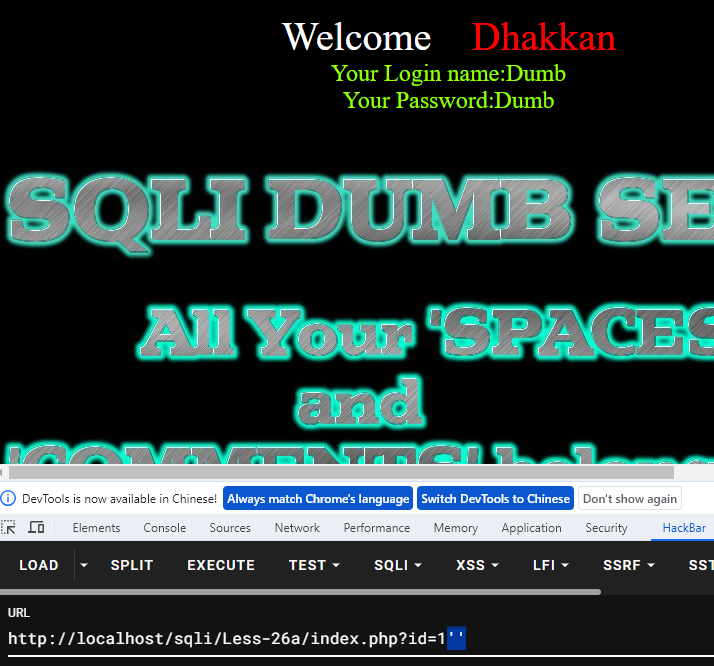 Welcome Dhakkan
Your Login name:Dumb
Your Password:Dumb
SQLI DUMB SE
All Your 'SPACES
and
'COMMENTS' belong
DevTools is now available in Chinese! Always match Chrome's language Switch DevTools to Chinese Don't show again
Elements Console Sources Network Performance Memory Application Security HackBar
LOAD SPLIT EXECUTE TEST SQLI XSS LFI SSRF SST
URL
http://localhost/sqli/Less-26a/index.php?id=1''